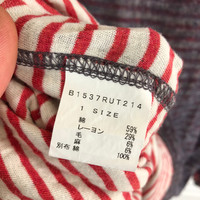 B1537RUT214
1 SIZE
綿 59%
レーヨン 29%
毛 6%
麻 6%
別布 綿 100%